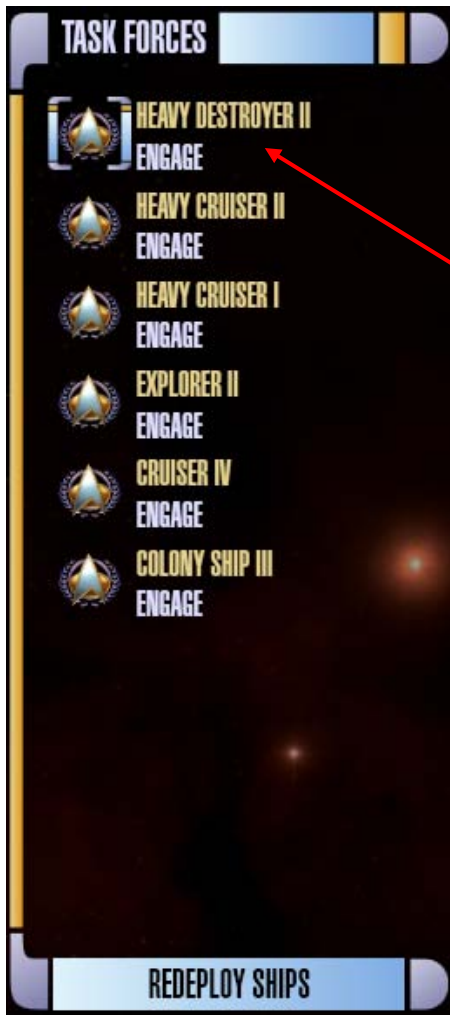 TASK FORCES
HEAVY DESTROYER II
ENGAGE
HEAVY CRUISER II
ENGAGE
HEAVY CRUISER I
ENGAGE
EXPLORER II
ENGAGE
CRUISER IV
ENGAGE
COLONY SHIP III
ENGAGE
REDEPLOY SHIPS